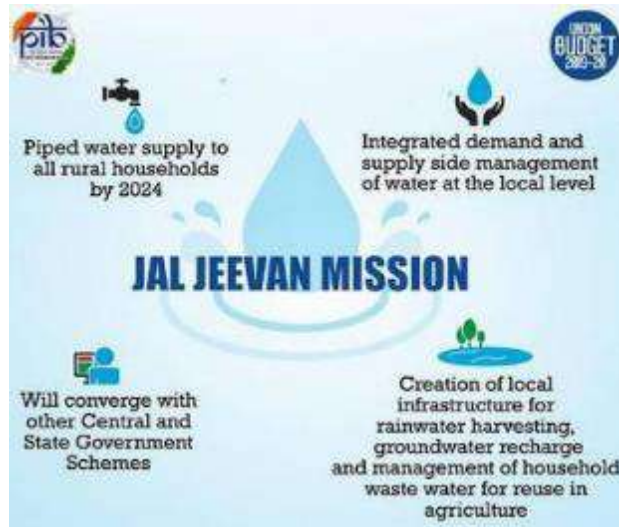 pib
UNION
BUDGET
2019-20
Piped water supply to
all rural households
by 2024
Integrated demand and
supply side management
of water at the local level
JAL JEEVAN MISSION
Will converge with
other Central and
State Government
Schemes
Creation of local
infrastructure for
rainwater harvesting,
groundwater recharge
and management of household
waste water for reuse in
agriculture